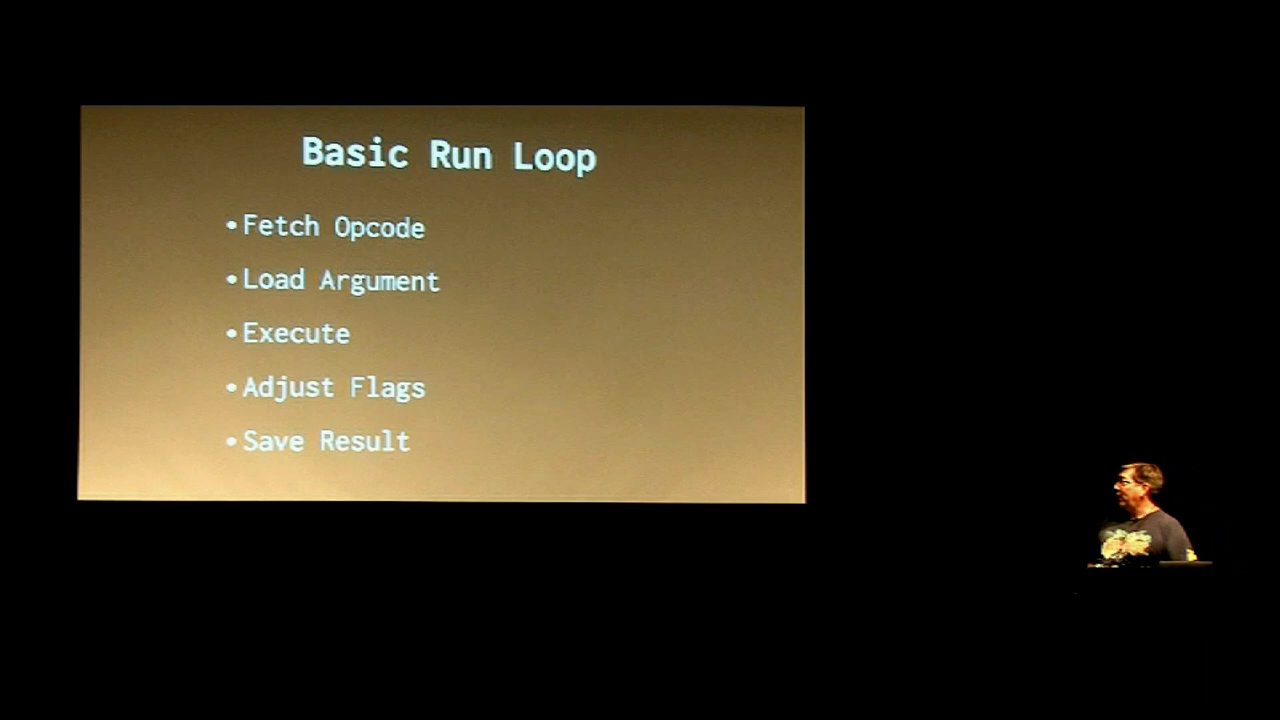 Basic Run Loop
•Fetch Opcode
•Load Argument
•Execute
•Adjust Flags
•Save Result